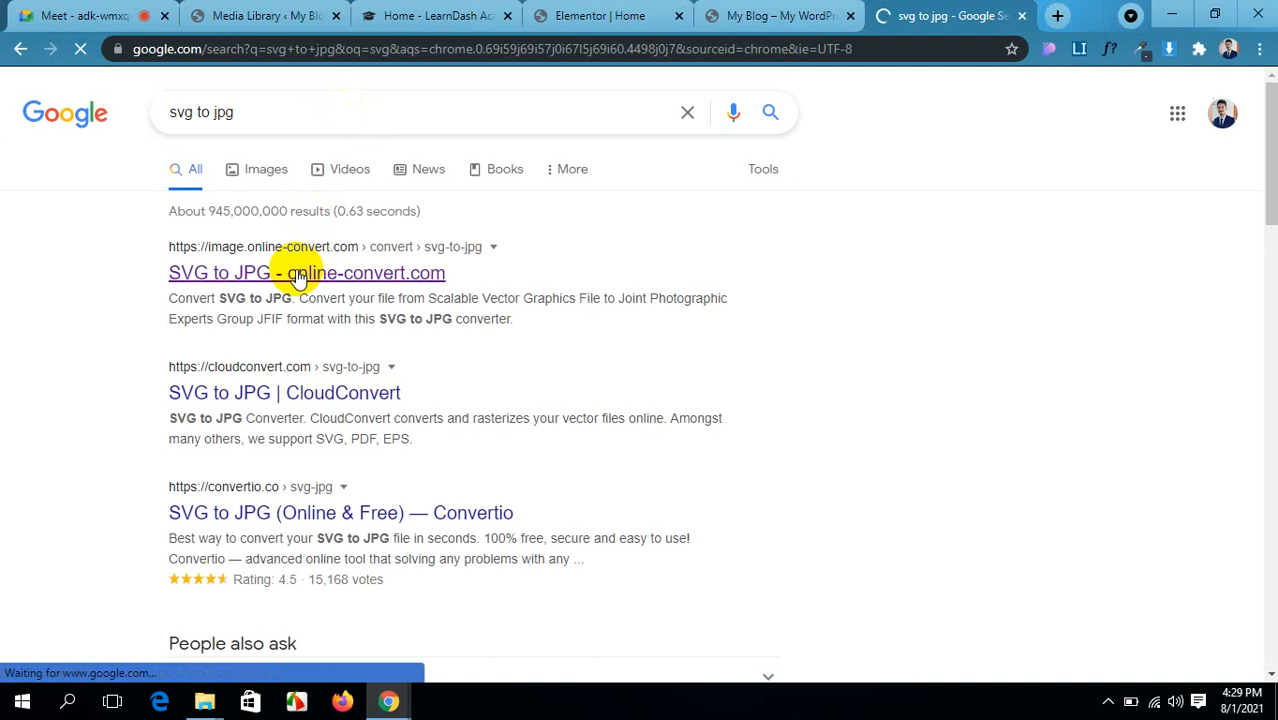 Meet - adk-wmxq-
Media Library ‹ My Bl
Home - LearnDash Ac
Elementor | Home
My Blog – My WordPr
svg to jpg - Google Se
google.com/search?q=svg+to+jpg&oq=svg&aqs=chrome.0.69i59j69i57j0i67l5j69i60.4498j0j7&sourceid=chrome&ie=UTF-8
LI
f?
Google
svg to jpg
All
Images
Videos
News
Books
More
Tools
About 945,000,000 results (0.63 seconds)
https://image.online-convert.com › convert › svg-to-jpg
SVG to JPG - online-convert.com
Convert SVG to JPG. Convert your file from Scalable Vector Graphics File to Joint Photographic
Experts Group JFIF format with this SVG to JPG converter.
https://cloudconvert.com › svg-to-jpg
SVG to JPG | CloudConvert
SVG to JPG Converter. CloudConvert converts and rasterizes your vector files online. Amongst
many others, we support SVG, PDF, EPS.
https://convertio.co › svg-jpg
SVG to JPG (Online & Free) — Convertio
Best way to convert your SVG to JPG file in seconds. 100% free, secure and easy to use!
Convertio — advanced online tool that solving any problems with any ...
Rating: 4.5 · 15,168 votes
People also ask
Waiting for www.google.com...
4:29 PM
8/1/2021